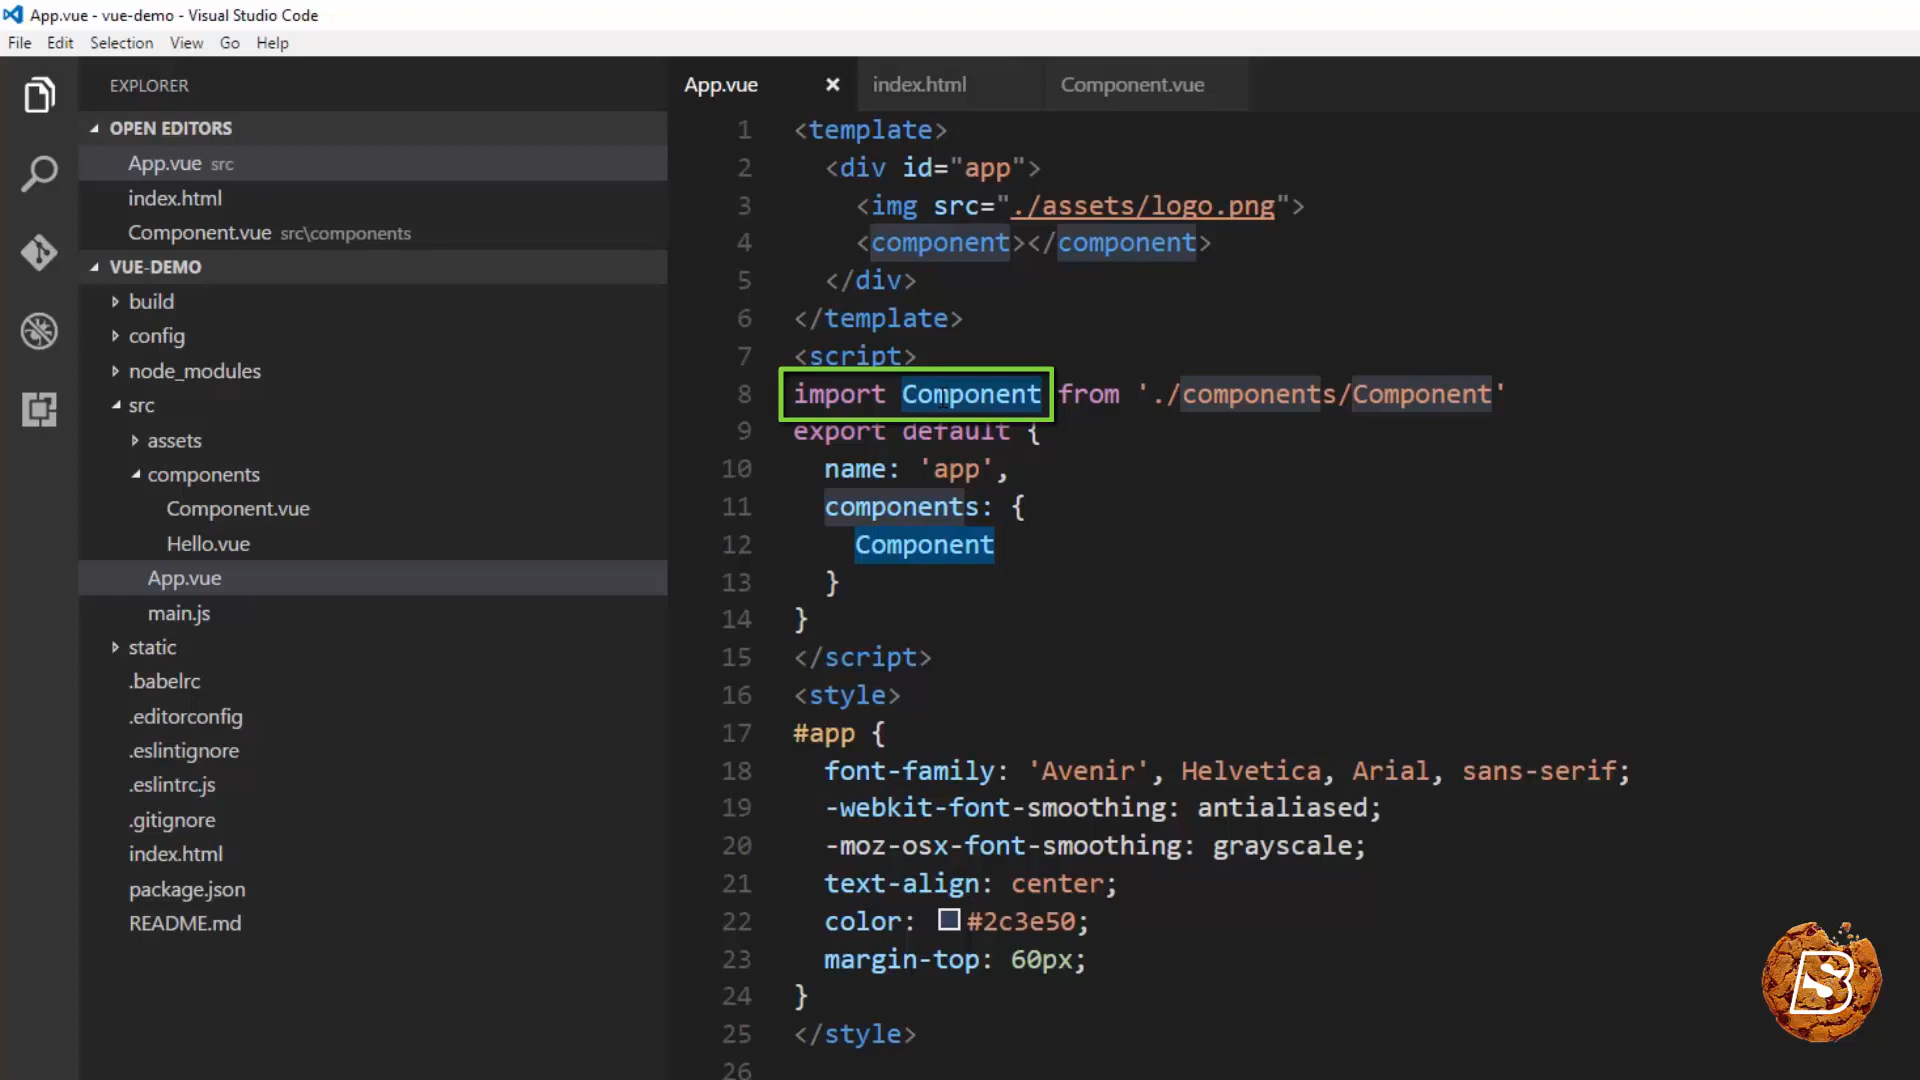 App.vue - vue-demo - Visual Studio Code
File Edit Selection View Go Help
EXPLORER
OPEN EDITORS
App.vue src
index.html
Component.vue src\components
VUE-DEMO
build
config
node_modules
src
assets
components
Component.vue
Hello.vue
App.vue
main.js
static
.babelrc
.editorconfig
.eslintignore
.eslintrc.js
.gitignore
index.html
package.json
README.md
App.vue index.html Component.vue
1 <template>
2 <div id="app">
3 <img src="./assets/logo.png">
4 <component></component>
5 </div>
6 </template>
7 <script>
8 import Component from './components/Component'
9 export default {
10 name: 'app',
11 components: {
12 Component
13 }
14 }
15 </script>
16 <style>
17 #app {
18 font-family: 'Avenir', Helvetica, Arial, sans-serif;
19 -webkit-font-smoothing: antialiased;
20 -moz-osx-font-smoothing: grayscale;
21 text-align: center;
22 color: #2c3e50;
23 margin-top: 60px;
24 }
25 </style>
26
B